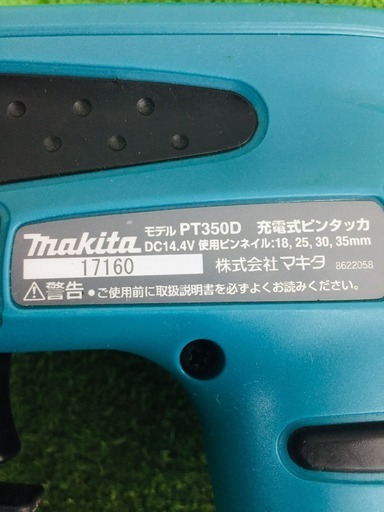 makita モデル PT350D 充電式ピンタッカ
DC14.4V 使用ピンネイル:18, 25, 30, 35mm
17160 株式会社 マキタ 8622058
⚠警告 ●ご使用前に取扱説明書を必ずお読みください。